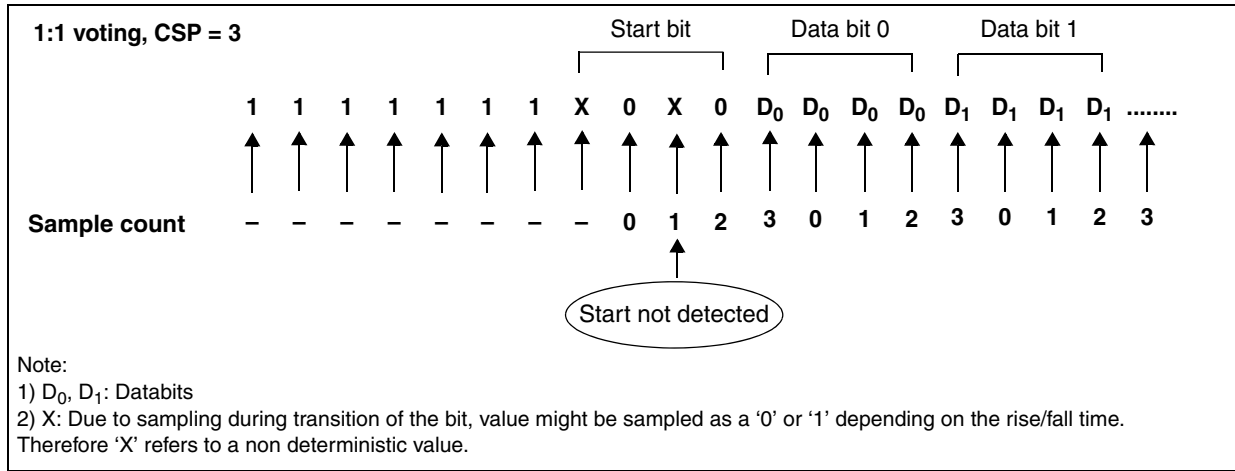 1:1 voting, CSP = 3
Start bit Data bit 0 Data bit 1
1 1 1 1 1 1 1 X 0 X 0 D₀ D₀ D₀ D₀ D₁ D₁ D₁ D₁ ........
Sample count – – – – – – – – 0 1 2 3 0 1 2 3 0 1 2 3
Start not detected
Note:
1) D₀, D₁: Databits
2) X: Due to sampling during transition of the bit, value might be sampled as a ‘0’ or ‘1’ depending on the rise/fall time.
Therefore ‘X’ refers to a non deterministic value.